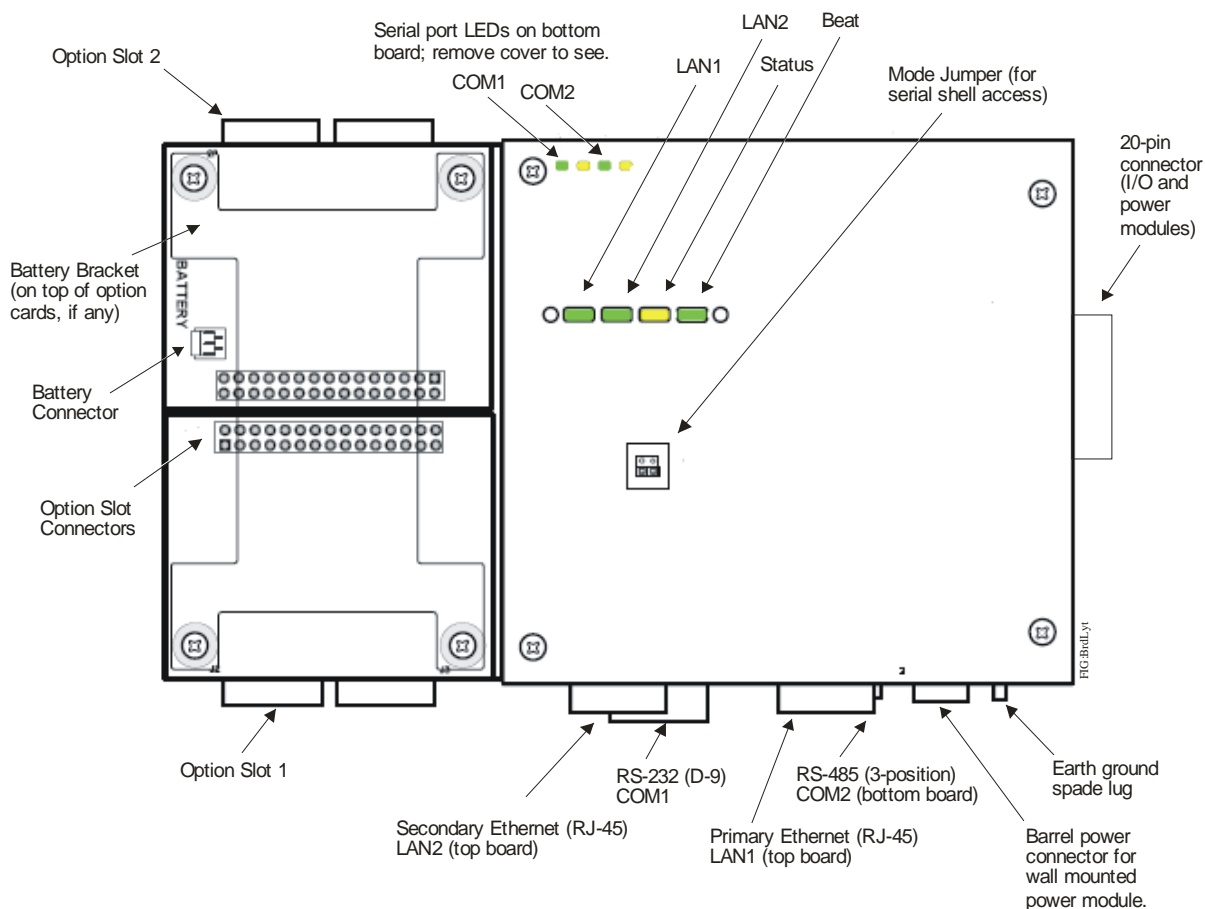 Option Slot 2
Serial port LEDs on bottom
board; remove cover to see.
COM1
COM2
LAN1
LAN2
Status
Beat
Mode Jumper (for
serial shell access)
20-pin
connector
(I/O and
power
modules)
Battery Bracket
(on top of option
cards, if any)
BATTERY
Battery
Connector
Option Slot
Connectors
FIG:BrdLyt
J2
J3
Option Slot 1
RS-232 (D-9)
COM1
RS-485 (3-position)
COM2 (bottom board)
Earth ground
spade lug
Secondary Ethernet (RJ-45)
LAN2 (top board)
Primary Ethernet (RJ-45)
LAN1 (top board)
Barrel power
connector for
wall mounted
power module.